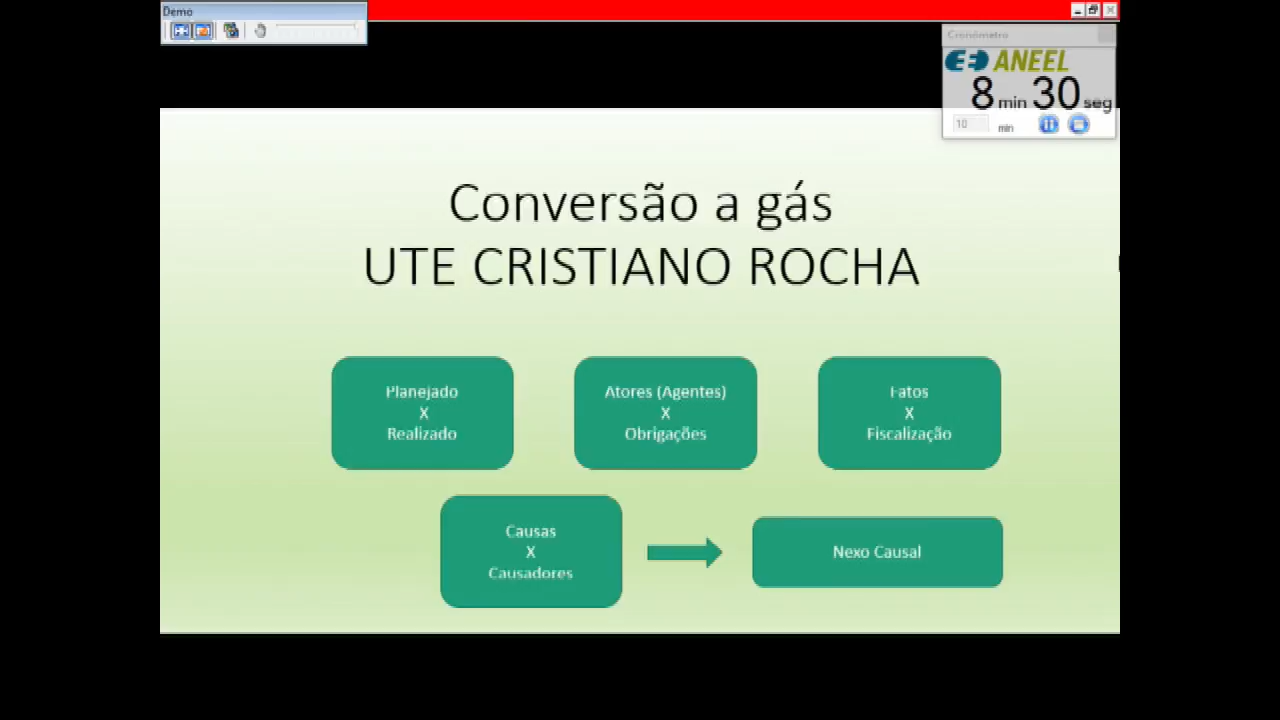 Demo
Cronômetro
ANEEL
8 min 30 seg
10 min
Conversão a gás
UTE CRISTIANO ROCHA
Planejado
X
Realizado
Atores (Agentes)
X
Obrigações
Fatos
X
Fiscalização
Causas
X
Causadores
Nexo Causal